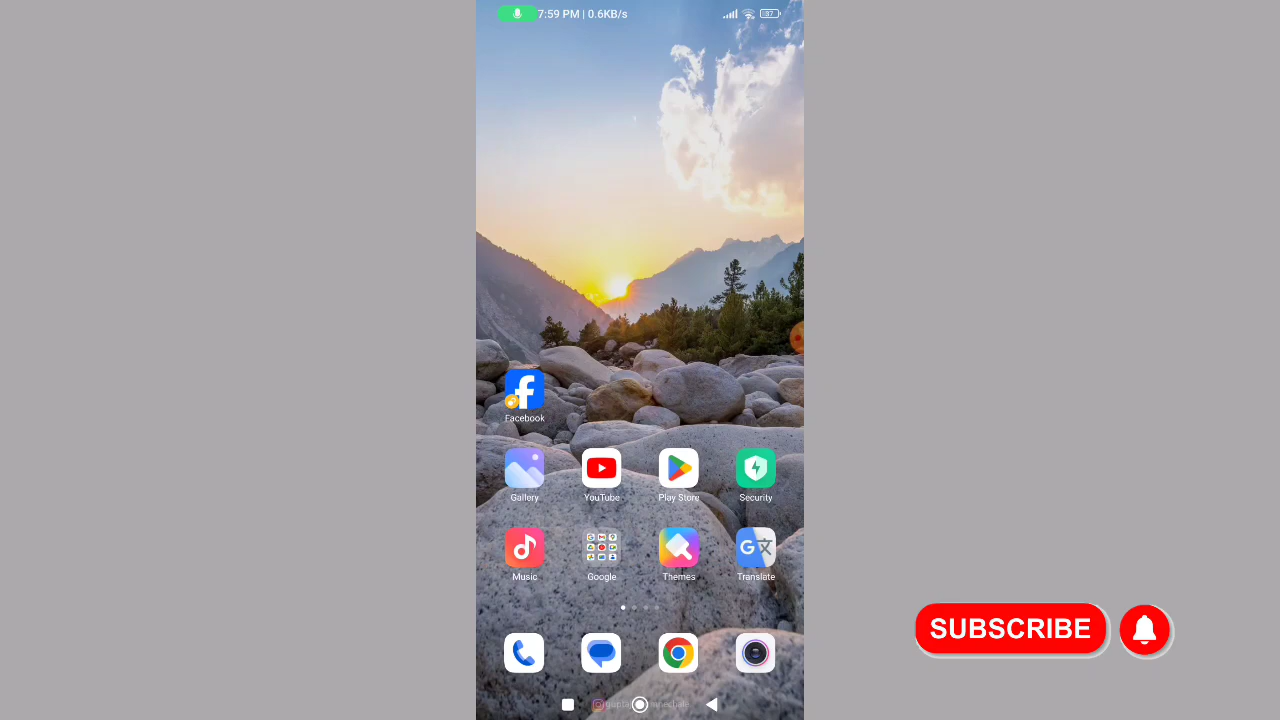 7:59 PM | 0.6KB/s
Facebook
Gallery YouTube Play Store Security
Music Google Themes Translate
SUBSCRIBE